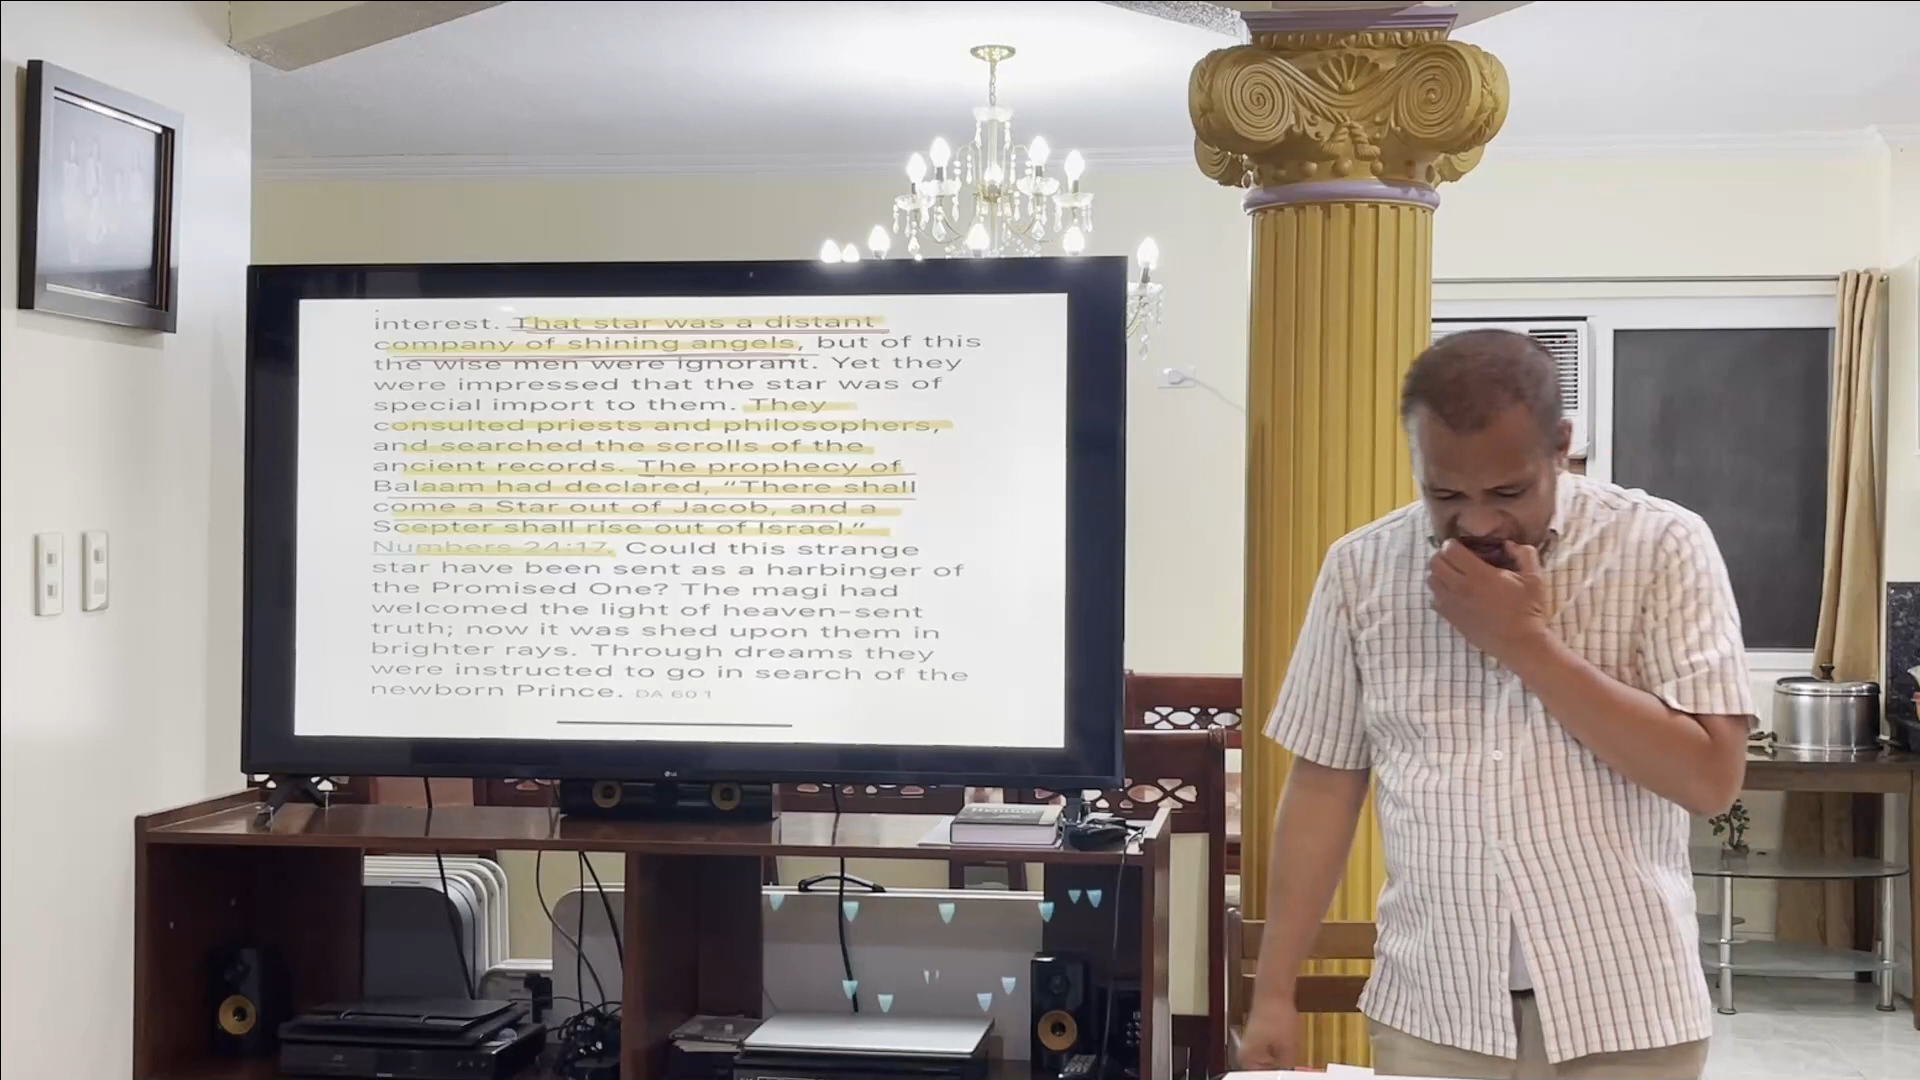 interest. That star was a distant
company of shining angels, but of this
the wise men were ignorant. Yet they
were impressed that the star was of
special import to them. They
consulted priests and philosophers,
and searched the scrolls of the
ancient records. The prophecy of
Balaam had declared, “There shall
come a Star out of Jacob, and a
Scepter shall rise out of Israel.”
Numbers 24:17. Could this strange
star have been sent as a harbinger of
the Promised One? The magi had
welcomed the light of heaven-sent
truth; now it was shed upon them in
brighter rays. Through dreams they
were instructed to go in search of the
newborn Prince. DA 60 1
LG